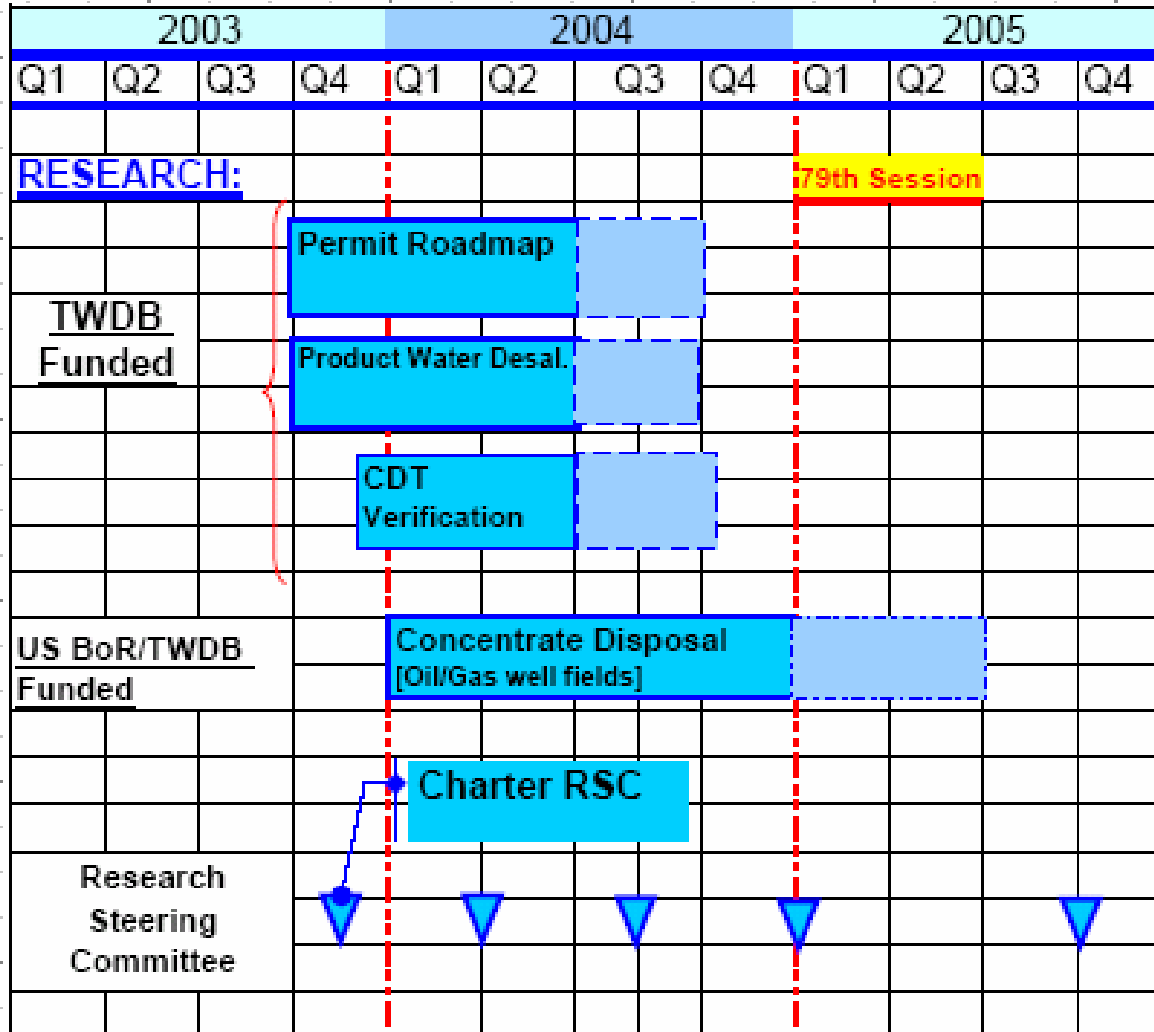 2003 2004 2005
Q1 Q2 Q3 Q4 Q1 Q2 Q3 Q4 Q1 Q2 Q3 Q4
RESEARCH:
79th Session
Permit Roadmap
TWDB
Funded
Product Water Desal.
CDT
Verification
US BoR/TWDB
Funded
Concentrate Disposal
[Oil/Gas well fields]
Charter RSC
Research
Steering
Committee